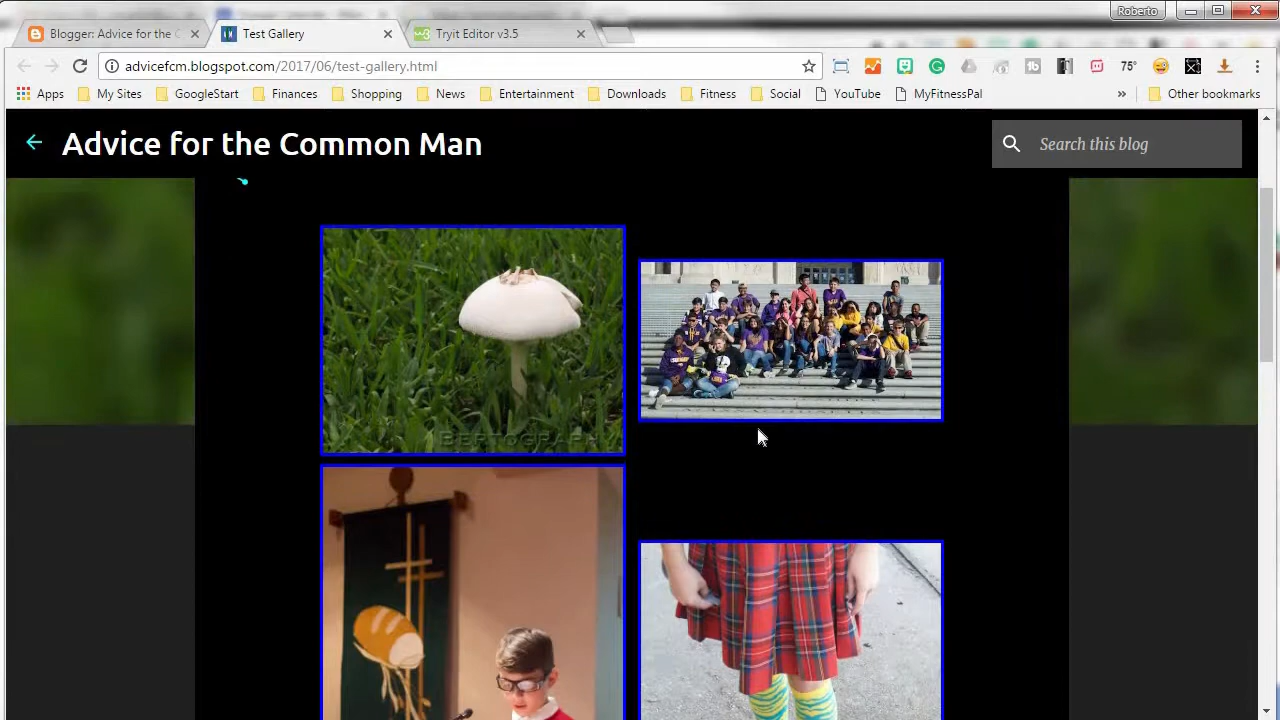 Roberto
Blogger: Advice for the C
Test Gallery
Tryit Editor v3.5
advicefcm.blogspot.com/2017/06/test-gallery.html
75°
Apps
My Sites
GoogleStart
Finances
Shopping
News
Entertainment
Downloads
Fitness
Social
YouTube
MyFitnessPal
»
Other bookmarks
Advice for the Common Man
Search this blog
BERTOGRAPH